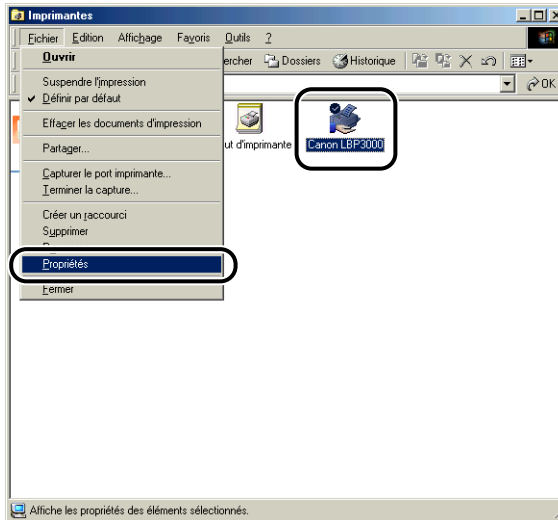 Imprimantes
Fichier Edition Affichage Favoris Outils ?
ercher Dossiers Historique
OK
Ouvrir
Suspendre l'impression
Définir par défaut
Effacer les documents d'impression
Partager...
Capturer le port imprimante...
Terminer la capture...
Créer un raccourci
Supprimer
Propriétés
Fermer
ut d'imprimante
Canon LBP3000
Affiche les propriétés des éléments sélectionnés.